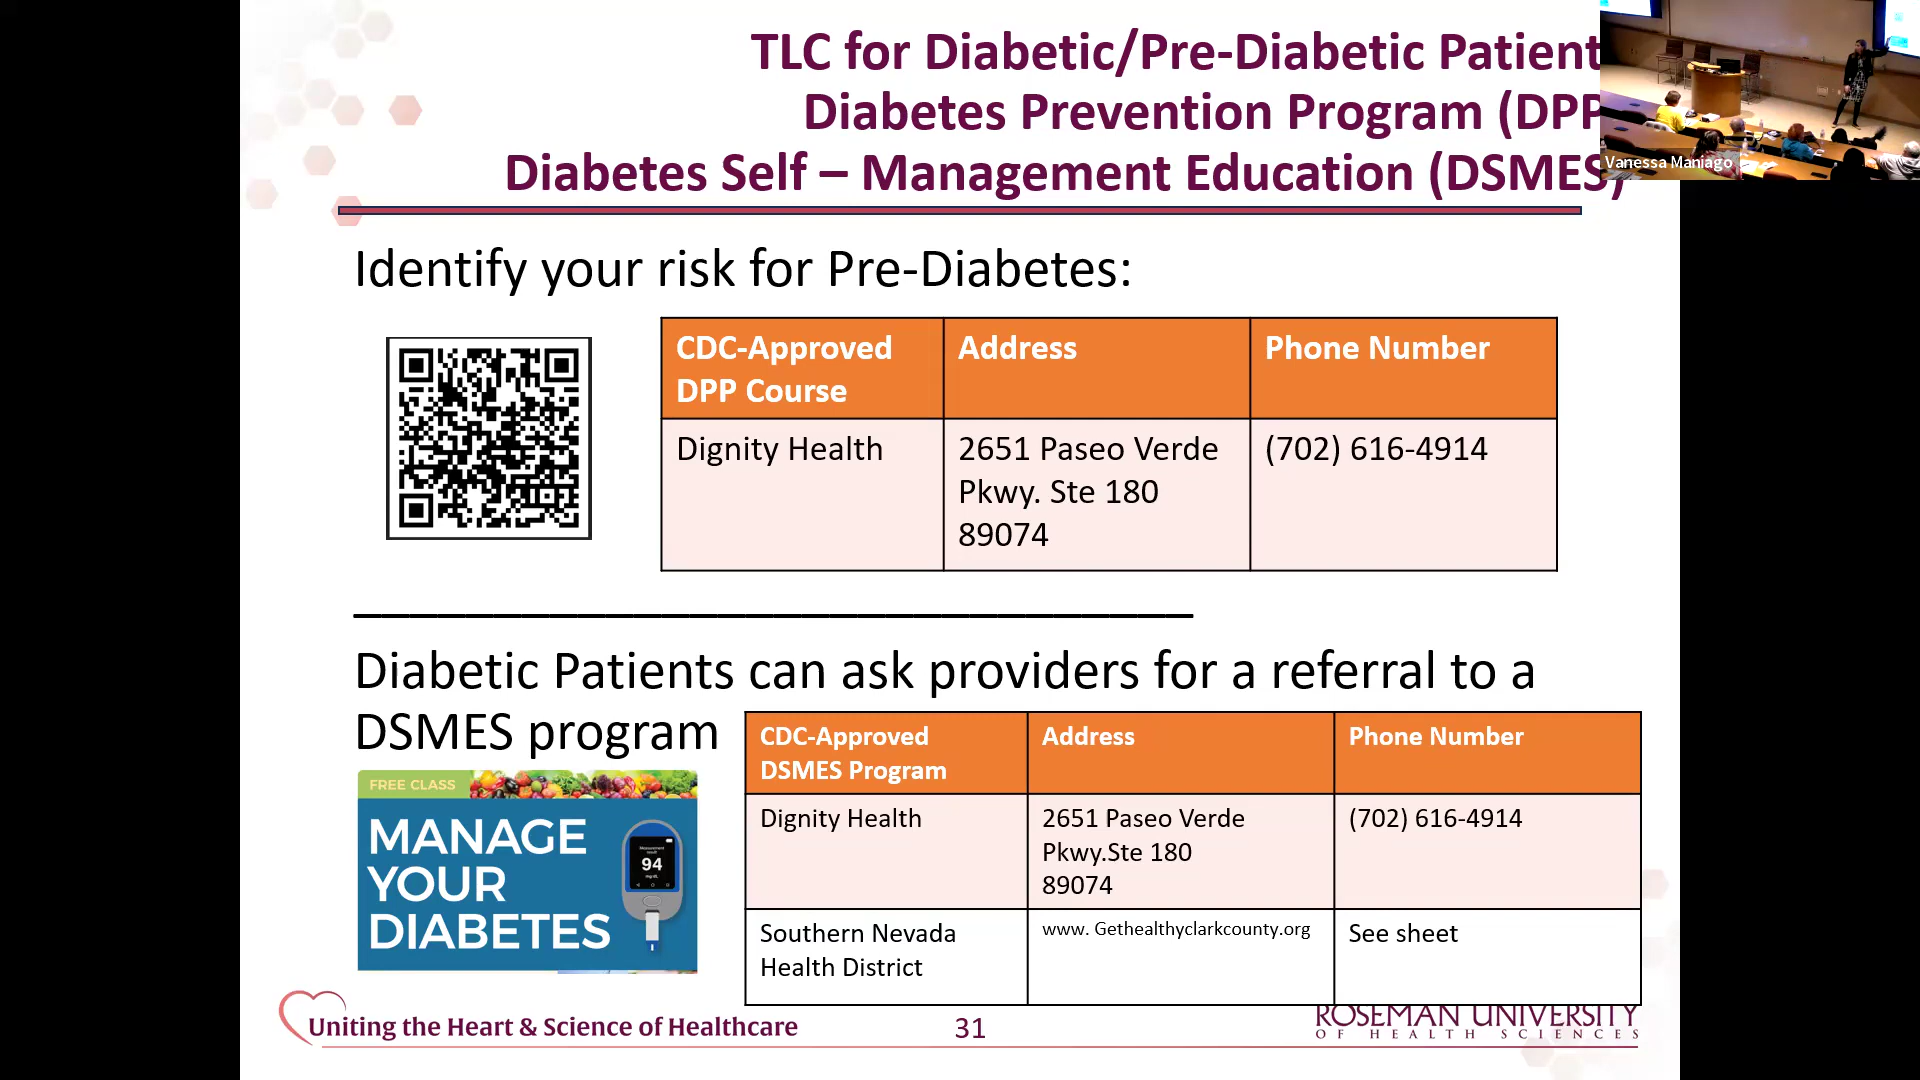 TLC for Diabetic/Pre-Diabetic Patient
Diabetes Prevention Program (DPP
Diabetes Self – Management Education (DSMES)
Vanessa Maniago
Identify your risk for Pre-Diabetes:
CDC-Approved
DPP Course
Address
Phone Number
Dignity Health
2651 Paseo Verde
Pkwy. Ste 180
89074
(702) 616-4914
Diabetic Patients can ask providers for a referral to a
DSMES program
CDC-Approved
DSMES Program
Address
Phone Number
Dignity Health
2651 Paseo Verde
Pkwy.Ste 180
89074
(702) 616-4914
Southern Nevada
Health District
www. Gethealthyclarkcounty.org
See sheet
FREE CLASS
MANAGE
YOUR
DIABETES
Measurement
result
94
mg/dL
Uniting the Heart & Science of Healthcare
31
ROSEMAN UNIVERSITY
OF HEALTH SCIENCES